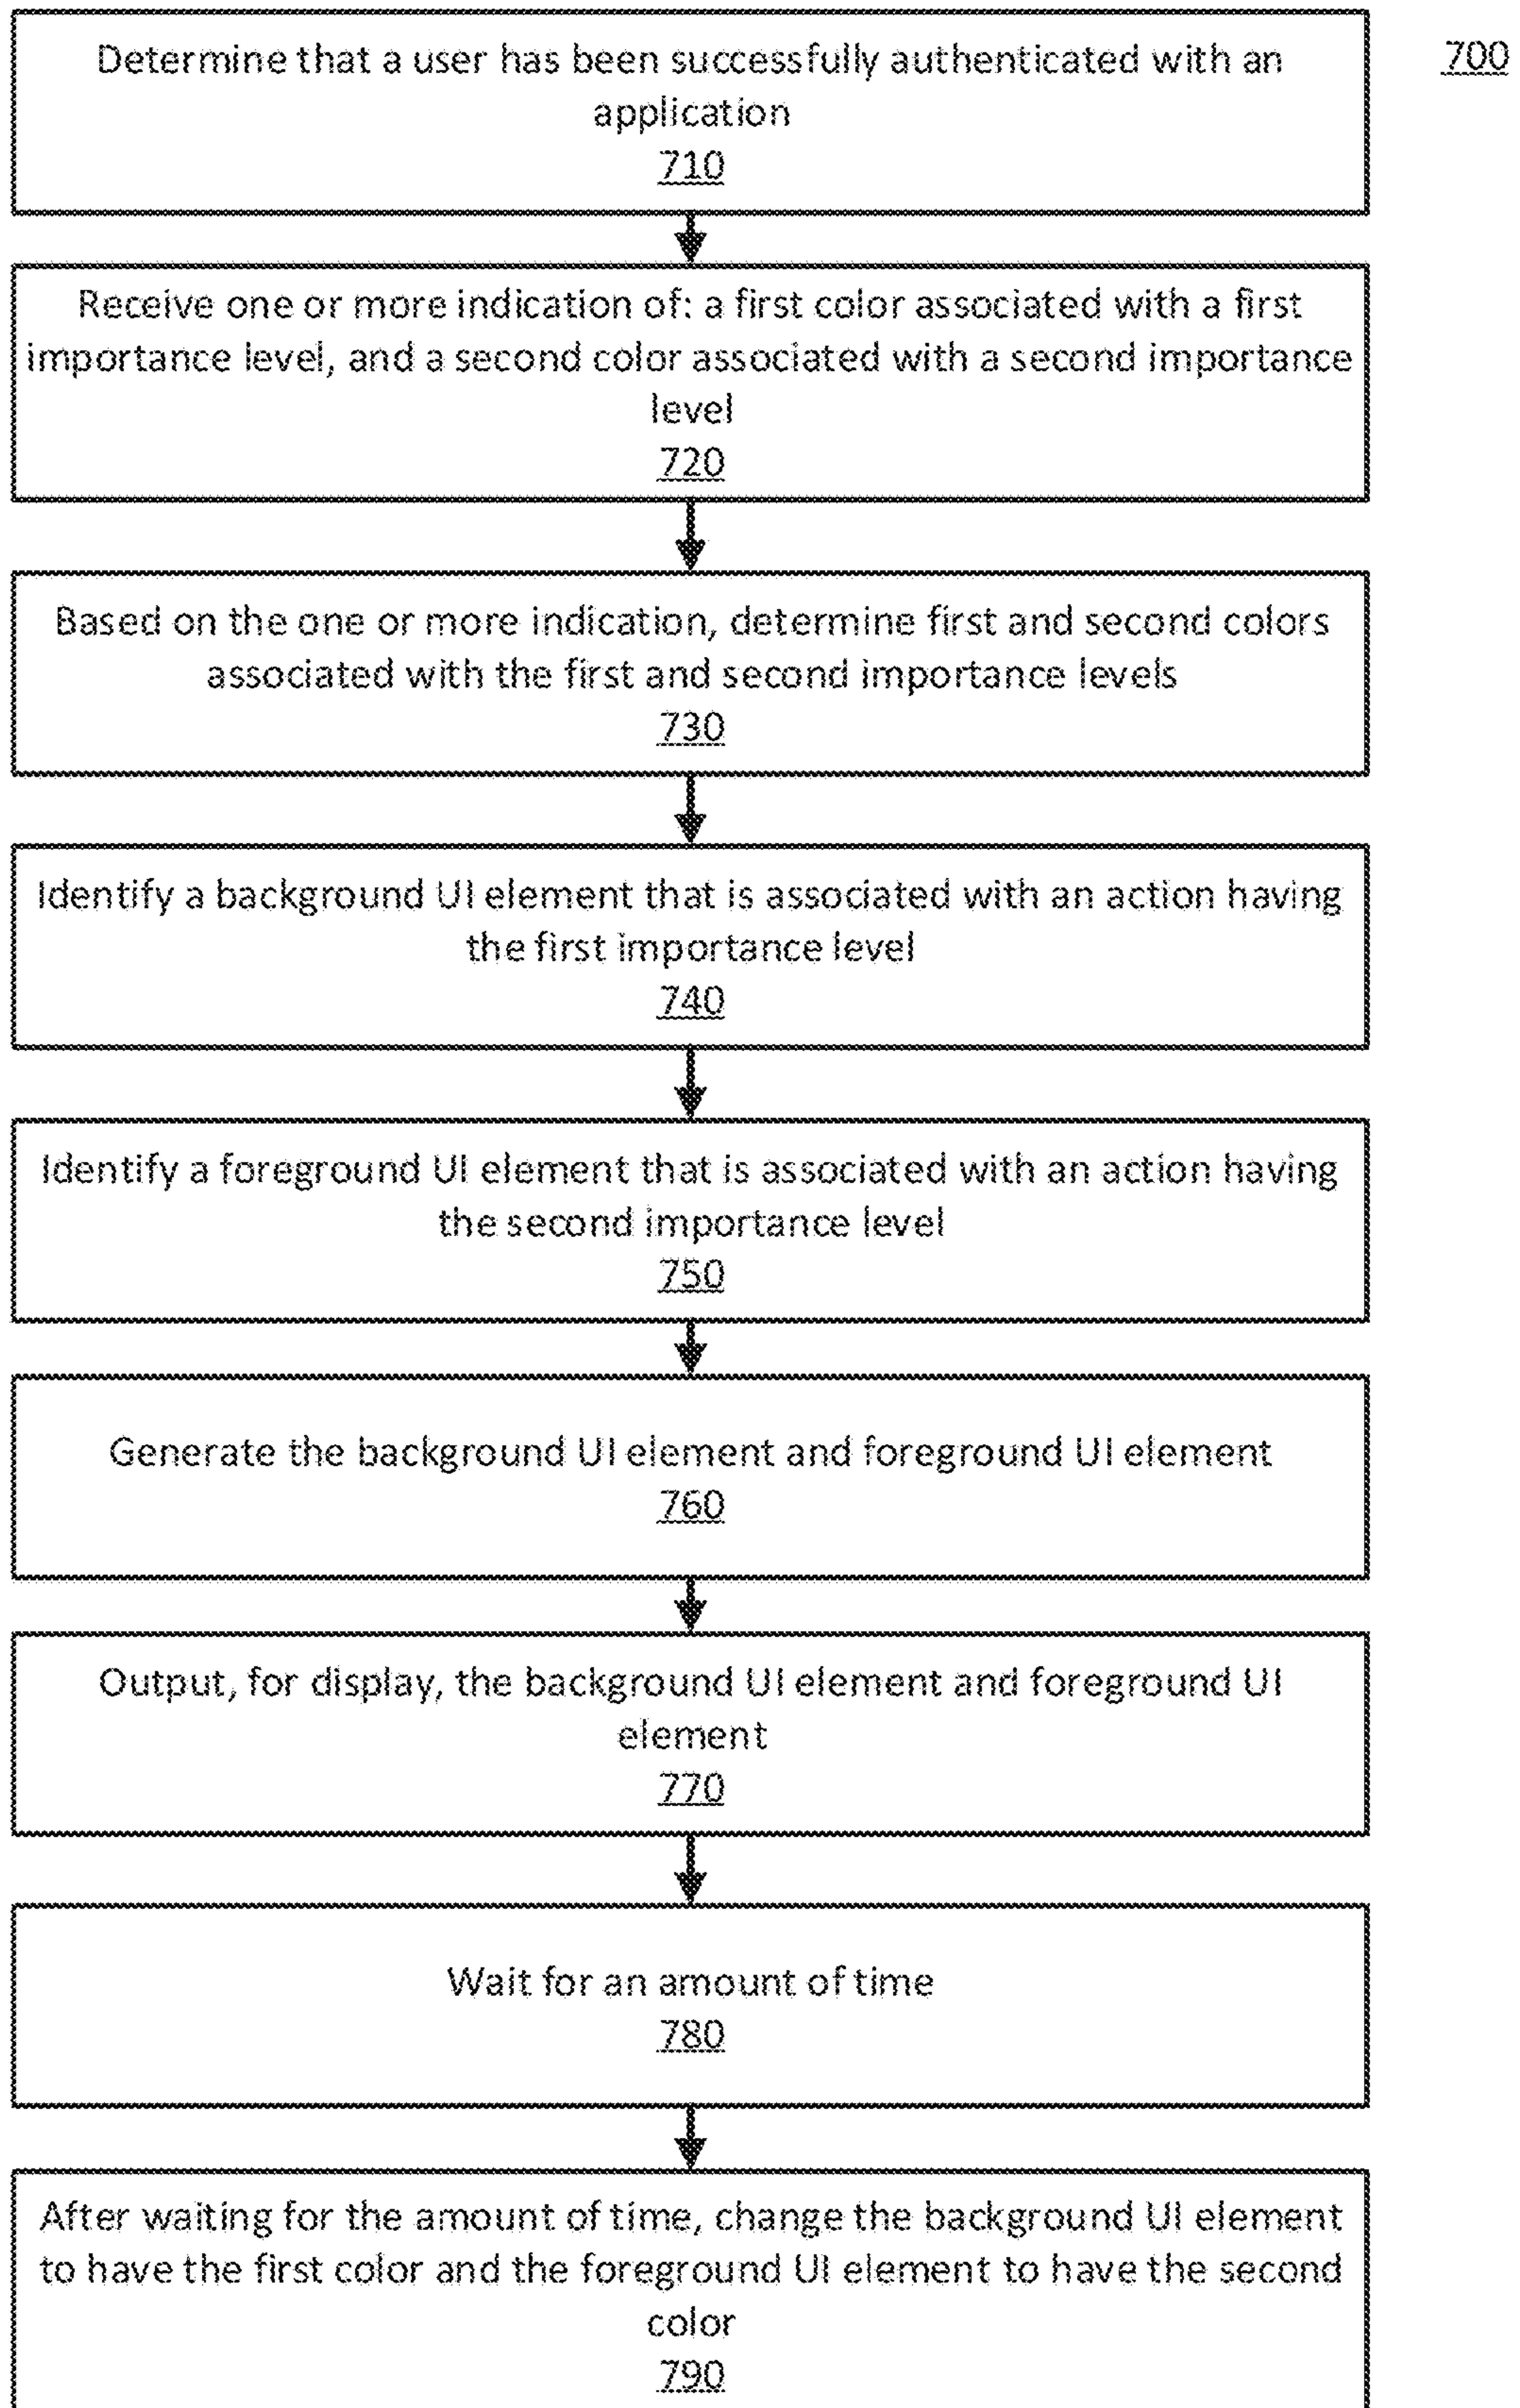 Determine that a user has been successfully authenticated with an
application
710
700
Receive one or more indication of: a first color associated with a first
importance level, and a second color associated with a second importance
level
720
Based on the one or more indication, determine first and second colors
associated with the first and second importance levels
730
Identify a background UI element that is associated with an action having
the first importance level
740
Identify a foreground UI element that is associated with an action having
the second importance level
750
Generate the background UI element and foreground UI element
760
Output, for display, the background UI element and foreground UI
element
770
Wait for an amount of time
780
After waiting for the amount of time, change the background UI element
to have the first color and the foreground UI element to have the second
color
790